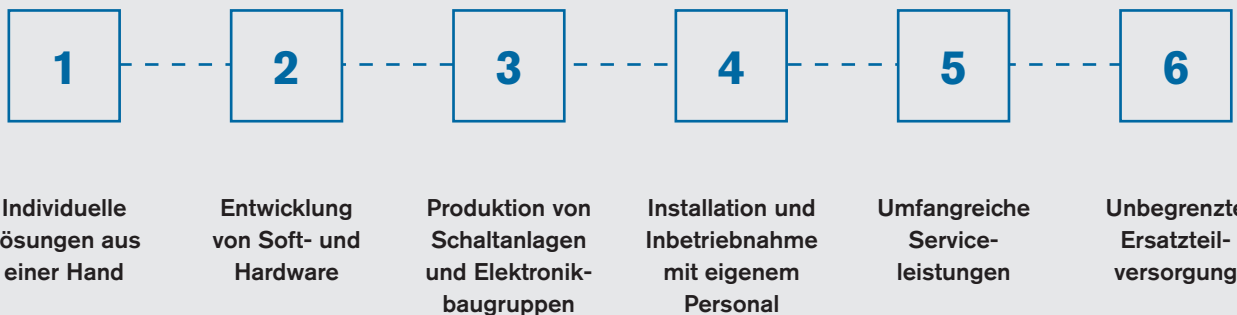 1
2
3
4
5
6
Individuelle
ösungen aus
einer Hand
Entwicklung
von Soft- und
Hardware
Produktion von
Schaltanlagen
und Elektronik-
baugruppen
Installation und
Inbetriebnahme
mit eigenem
Personal
Umfangreiche
Service-
leistungen
Unbegrenzte
Ersatzteil-
versorgung